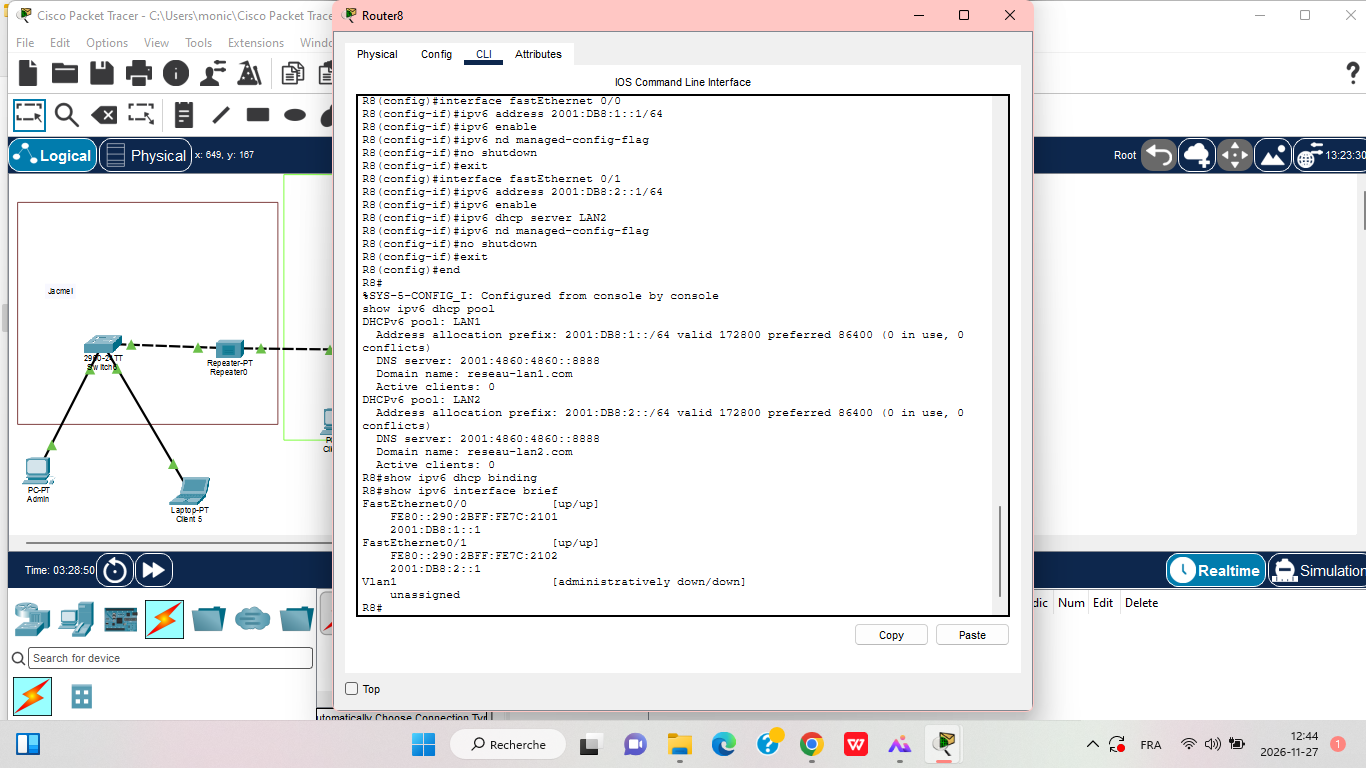 Cisco Packet Tracer - C:\Users\monic\Cisco Packet Trace
Router8
File Edit Options View Tools Extensions Windo
Physical Config CLI Attributes
IOS Command Line Interface
Logical
Physical
x: 649, y: 167
Root
13:23:30
R8(config)#interface fastEthernet 0/0
R8(config-if)#ipv6 address 2001:DB8:1::1/64
R8(config-if)#ipv6 enable
R8(config-if)#ipv6 nd managed-config-flag
R8(config-if)#no shutdown
R8(config-if)#exit
R8(config)#interface fastEthernet 0/1
R8(config-if)#ipv6 address 2001:DB8:2::1/64
R8(config-if)#ipv6 enable
R8(config-if)#ipv6 dhcp server LAN2
R8(config-if)#ipv6 nd managed-config-flag
R8(config-if)#no shutdown
R8(config-if)#exit
R8(config)#end
R8#
%SYS-5-CONFIG_I: Configured from console by console
show ipv6 dhcp pool
DHCPv6 pool: LAN1
Address allocation prefix: 2001:DB8:1::/64 valid 172800 preferred 86400 (0 in use, 0
conflicts)
DNS server: 2001:4860:4860::8888
Domain name: reseau-lan1.com
Active clients: 0
DHCPv6 pool: LAN2
Address allocation prefix: 2001:DB8:2::/64 valid 172800 preferred 86400 (0 in use, 0
conflicts)
DNS server: 2001:4860:4860::8888
Domain name: reseau-lan2.com
Active clients: 0
R8#show ipv6 dhcp binding
R8#show ipv6 interface brief
FastEthernet0/0 [up/up]
FE80::290:2BFF:FE7C:2101
2001:DB8:1::1
FastEthernet0/1 [up/up]
FE80::290:2BFF:FE7C:2102
2001:DB8:2::1
Vlan1 [administratively down/down]
unassigned
R8#
Copy
Paste
Top
Jacmel
Repeater-PT
Repeater0
PC-PT
Admin
Laptop-PT
Client 5
Time: 03:28:50
Realtime
Simulation
dic Num Edit Delete
Search for device
utomatically Choose Connection Typ
Recherche
FRA
12:44
2026-11-27
1